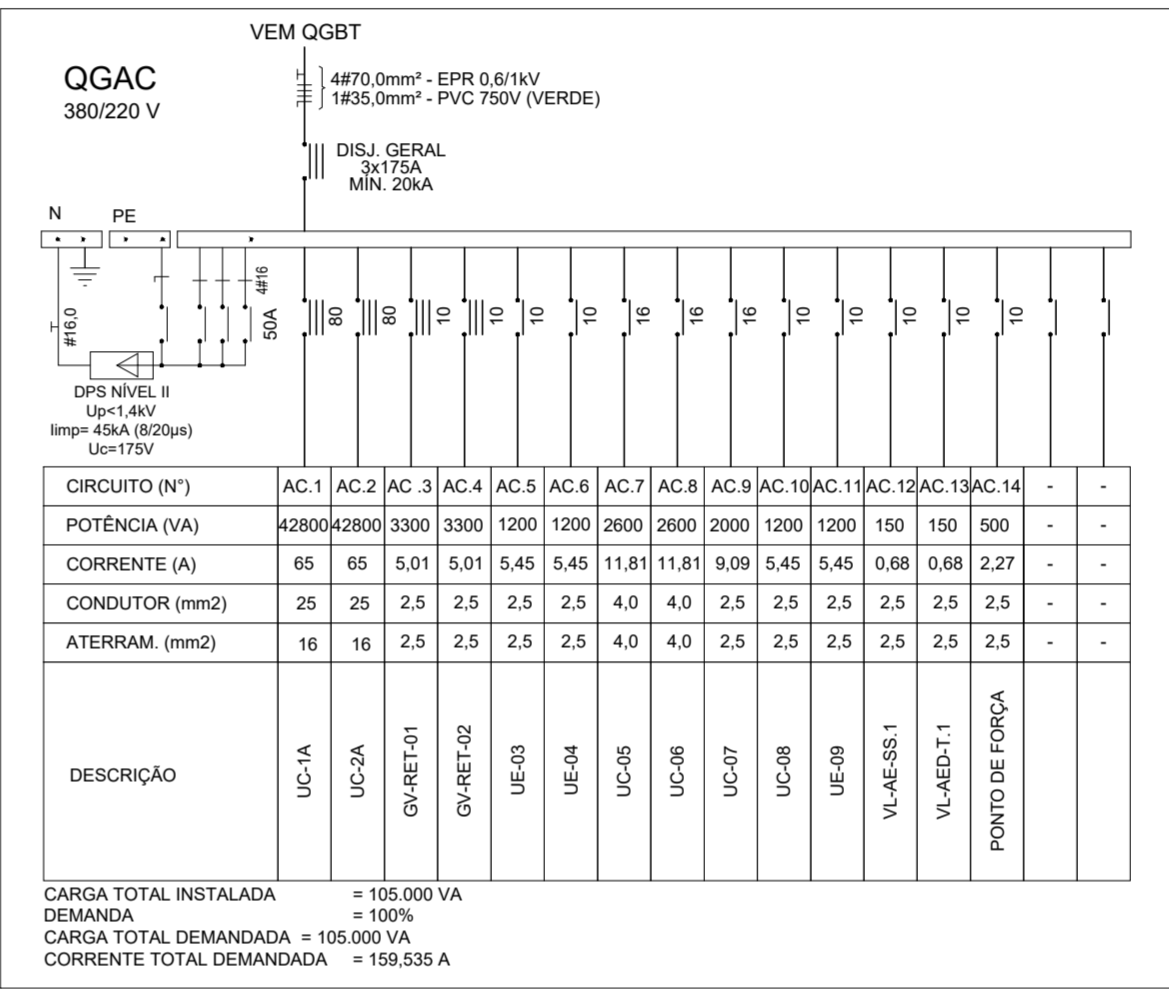 VEM QGBT
QGAC
380/220 V
4#70,0mm² - EPR 0,6/1kV
1#35,0mm² - PVC 750V (VERDE)
DISJ. GERAL
3x175A
MÍN. 20kA
N PE
#16,0
4#16
50A
80 80 10 10 10 10 16 16 10 10 10 10 10 10
DPS NÍVEL II
Up<1,4kV
Iimp= 45kA (8/20µs)
Uc=175V
CIRCUITO (N°) AC.1 AC.2 AC .3 AC.4 AC.5 AC.6 AC.7 AC.8 AC.9 AC.10 AC.11 AC.12 AC.13 AC.14 - -
POTÊNCIA (VA) 42800 42800 3300 3300 1200 1200 2600 2600 2000 1200 1200 150 150 500 - -
CORRENTE (A) 65 65 5,01 5,01 5,45 5,45 11,81 11,81 9,09 5,45 5,45 0,68 0,68 2,27 - -
CONDUTOR (mm2) 25 25 2,5 2,5 2,5 2,5 4,0 4,0 2,5 2,5 2,5 2,5 2,5 2,5 - -
ATERRAM. (mm2) 16 16 2,5 2,5 2,5 2,5 4,0 4,0 2,5 2,5 2,5 2,5 2,5 2,5 - -
DESCRIÇÃO UC-1A UC-2A GV-RET-01 GV-RET-02 UE-03 UE-04 UC-05 UC-06 UC-07 UC-08 UE-09 VL-AE-SS.1 VL-AED-T.1 PONTO DE FORÇA
CARGA TOTAL INSTALADA = 105.000 VA
DEMANDA = 100%
CARGA TOTAL DEMANDADA = 105.000 VA
CORRENTE TOTAL DEMANDADA = 159,535 A